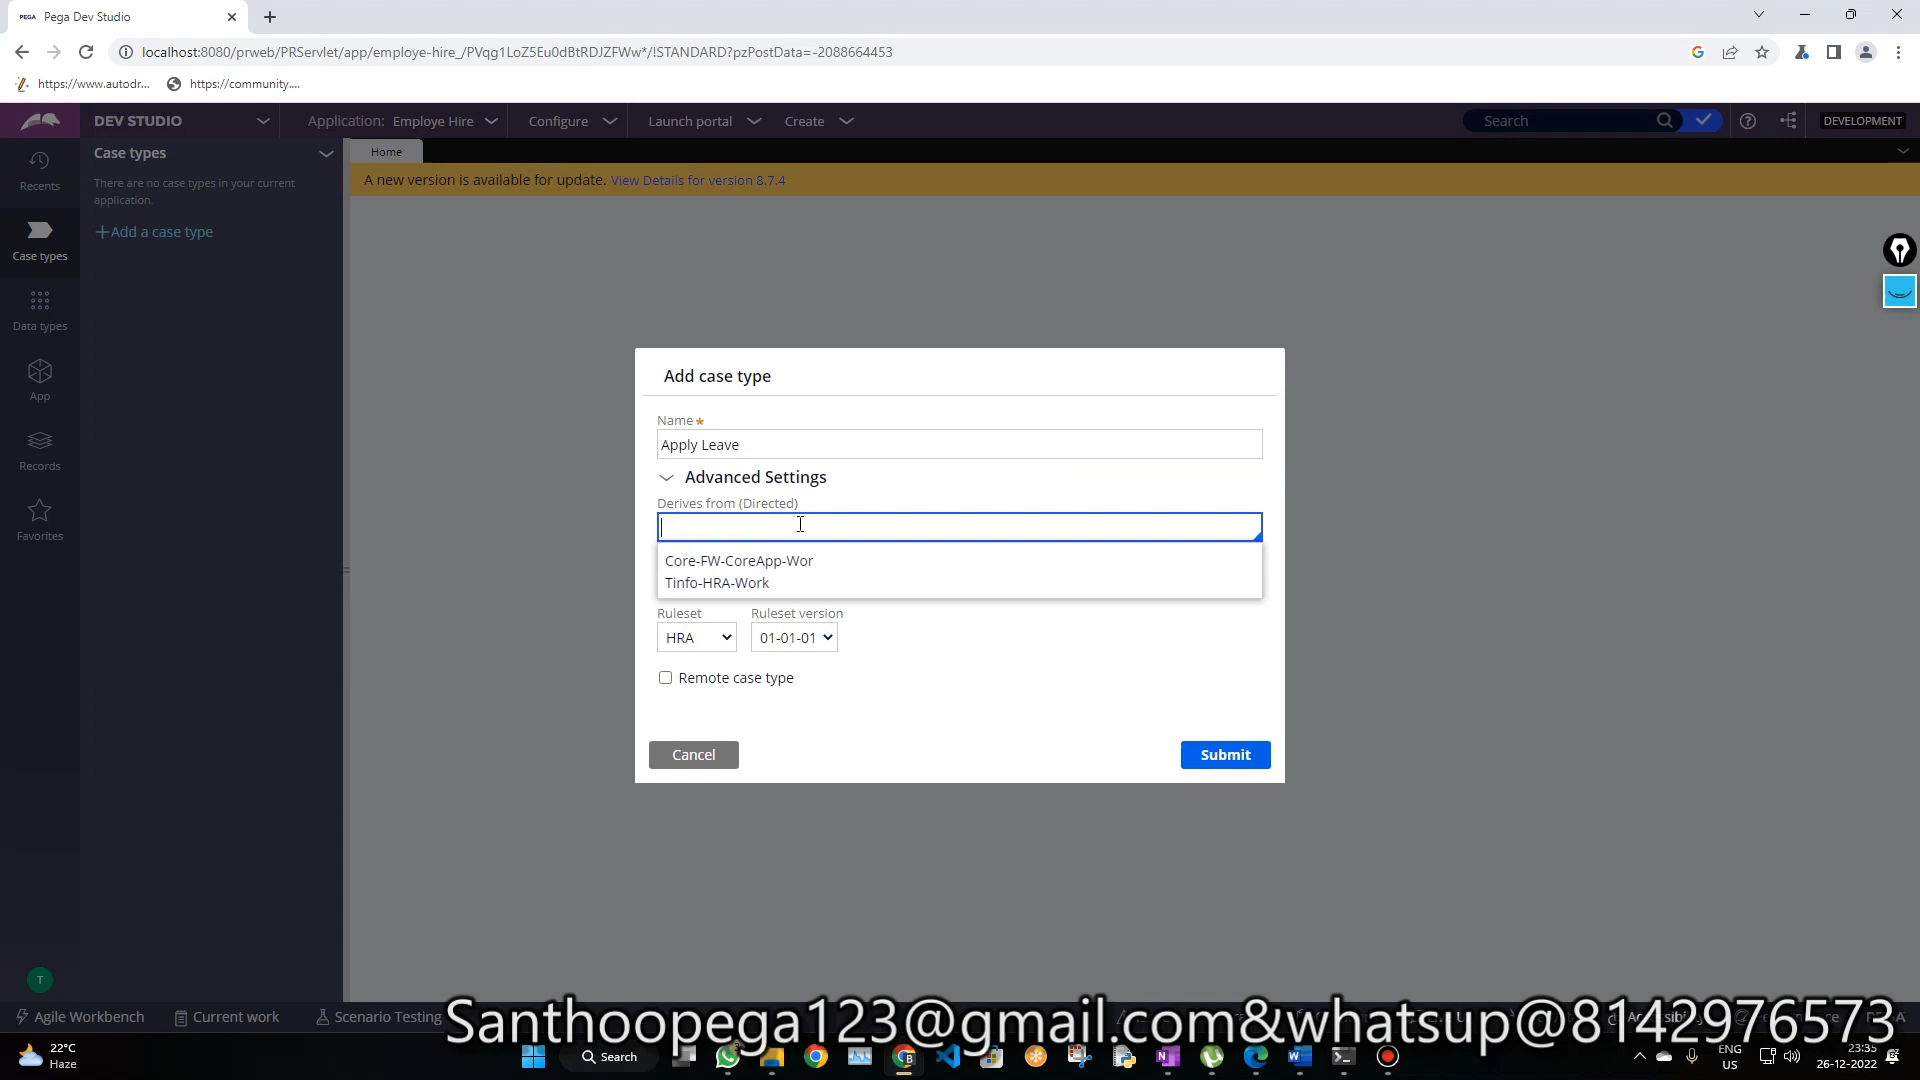 PEGA Pega Dev Studio
localhost:8080/prweb/PRServlet/app/employe-hire_/PVqg1LoZ5Eu0dBtRDJZFWw*/!STANDARD?pzPostData=-2088664453
https://www.autodr... https://community....
DEV STUDIO Application: Employe Hire Configure Launch portal Create Search DEVELOPMENT
Recents
Case types
Data types
App
Records
Favorites
Case types
There are no case types in your current
application.
+Add a case type
Home
A new version is available for update. View Details for version 8.7.4
Add case type
Name*
Apply Leave
Advanced Settings
Derives from (Directed)
Core-FW-CoreApp-Wor
Tinfo-HRA-Work
Ruleset Ruleset version
HRA 01-01-01
Remote case type
Cancel Submit
T
Agile Workbench Current work Scenario Testing
Santhoopega123@gmail.com&whatsup@8142976573
22°C
Haze
Search
ENG
US
23:35
26-12-2022